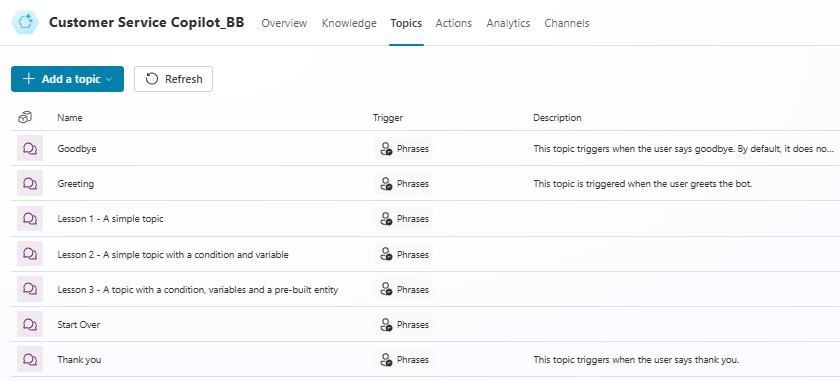 Customer Service Copilot_BB Overview Knowledge Topics Actions Analytics Channels
Add a topic Refresh
Name Trigger Description
Goodbye Phrases This topic triggers when the user says goodbye. By default, it does no...
Greeting Phrases This topic is triggered when the user greets the bot.
Lesson 1 - A simple topic Phrases
Lesson 2 - A simple topic with a condition and variable Phrases
Lesson 3 - A topic with a condition, variables and a pre-built entity Phrases
Start Over Phrases
Thank you Phrases This topic triggers when the user says thank you.